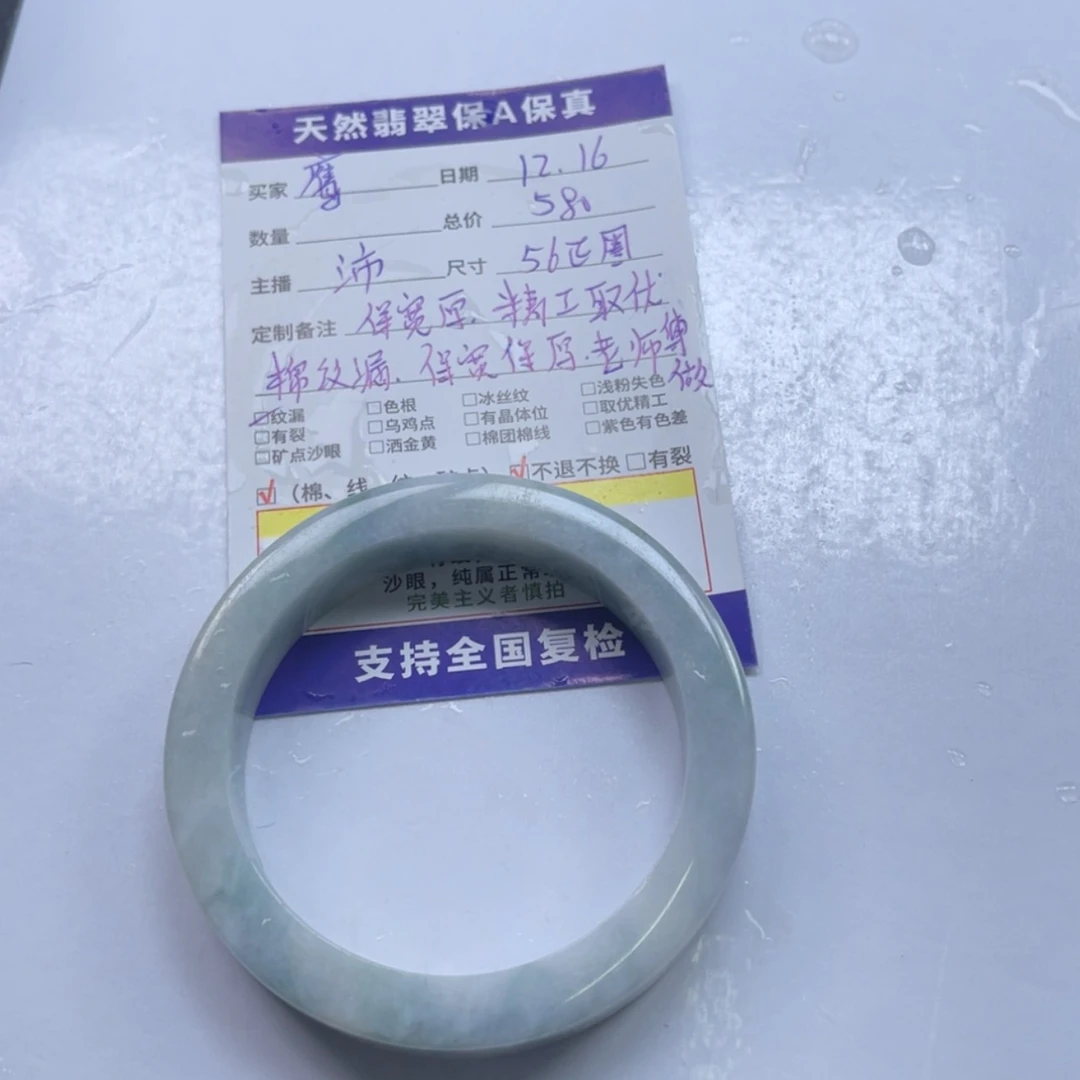 天然翡翠保A保真
买家 鹰 日期 12.16
数量 总价 580
主播 沛 尺寸 56正圈
定制备注 保宽厚.精工取优
棉纹漏.保宽保厚.老师傅做
纹漏 色根 冰丝纹 浅粉失色
有裂 乌鸡点 有晶体位 取优精工
矿点沙眼 洒金黄 棉团棉线 紫色有色差
(棉、线 不退不换 有裂
沙眼，纯属正常
完美主义者慎拍
支持全国复检